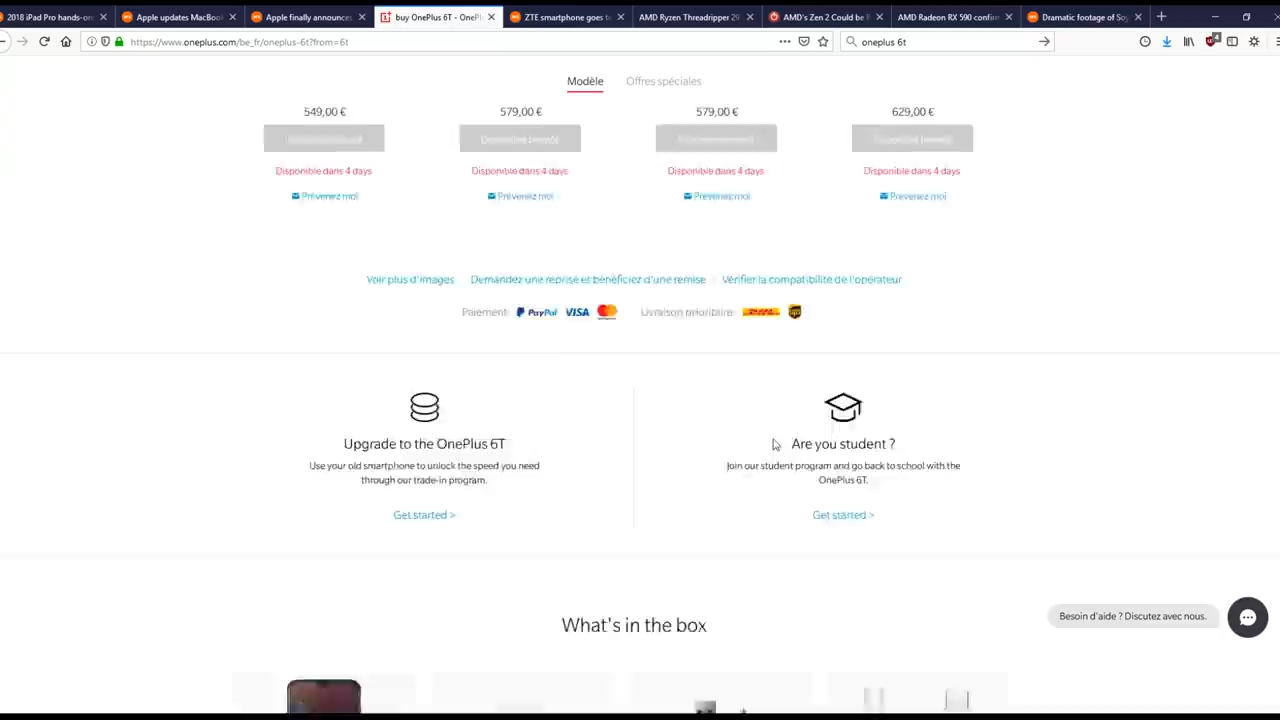 2018 iPad Pro hands-on
Apple updates MacBook
Apple finally announces
buy OnePlus 6T - OnePl
ZTE smartphone goes t
AMD Ryzen Threadripper 29
AMD's Zen 2 Could be
AMD Radeon RX 590 confirm
Dramatic footage of Soy
https://www.oneplus.com/be_fr/oneplus-6t?from=6t
oneplus 6t
4
Modèle Offres spéciales
549,00 € 579,00 € 579,00 € 629,00 €
Disponible dans 4 days Disponible dans 4 days Disponible dans 4 days Disponible dans 4 days
Prévenez moi Prévenez moi Prévenez moi Prévenez moi
Voir plus d'images Demandez une reprise et bénéficiez d'une remise Vérifier la compatibilité de l'opérateur
Paiement: PayPal VISA Livraison prioritaire: DHL ups
Upgrade to the OnePlus 6T
Use your old smartphone to unlock the speed you need
through our trade-in program.
Get started >
Are you student ?
Join our student program and go back to school with the
OnePlus 6T.
Get started >
What's in the box
Besoin d'aide ? Discutez avec nous.